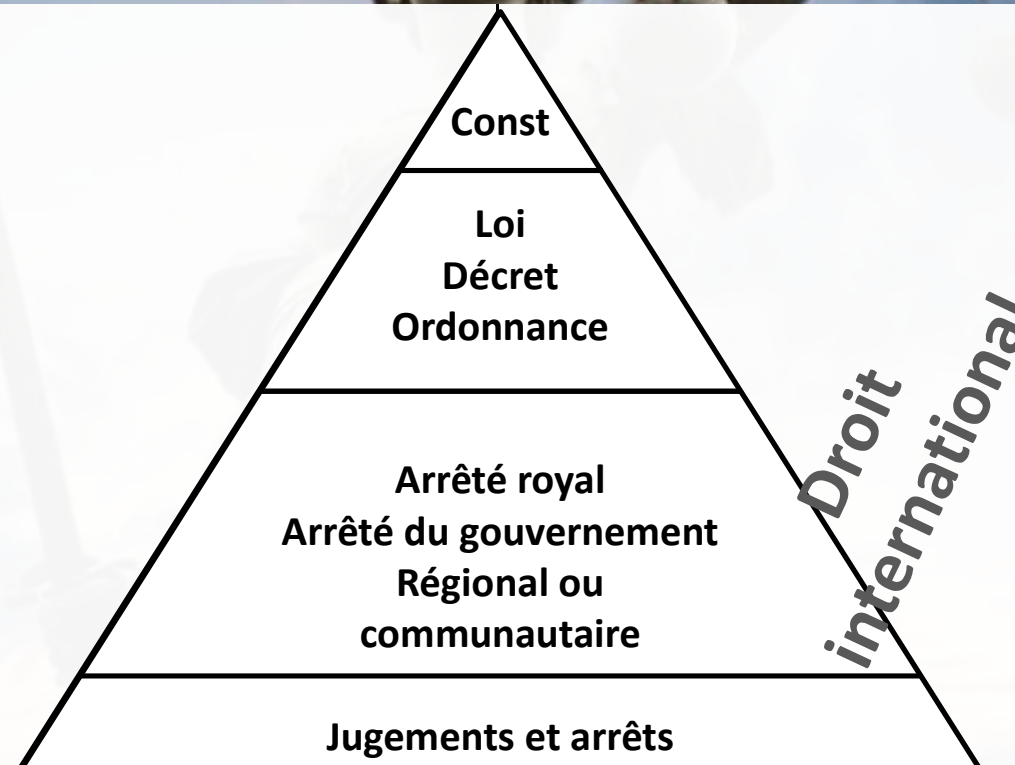 Const
Loi
Décret
Ordonnance
Arrêté royal
Arrêté du gouvernement
Régional ou
communautaire
Jugements et arrêts
Droit
international